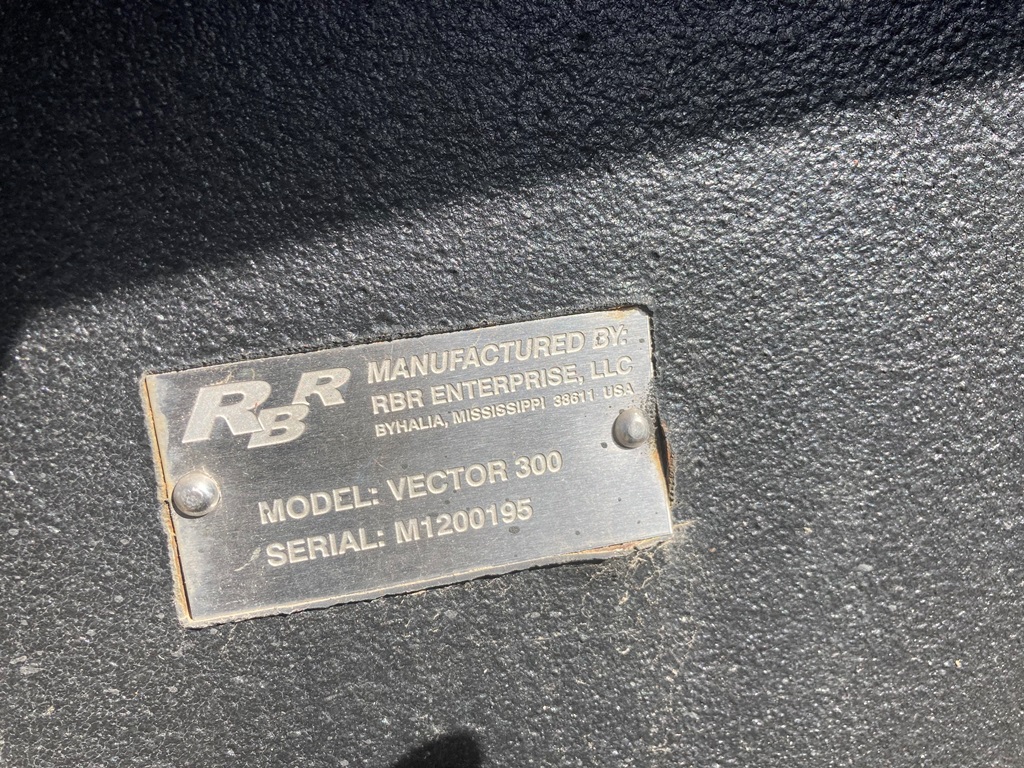 RBR
MANUFACTURED BY:
RBR ENTERPRISE, LLC
BYHALIA, MISSISSIPPI 38611 USA
MODEL: VECTOR 300
SERIAL: M1200195